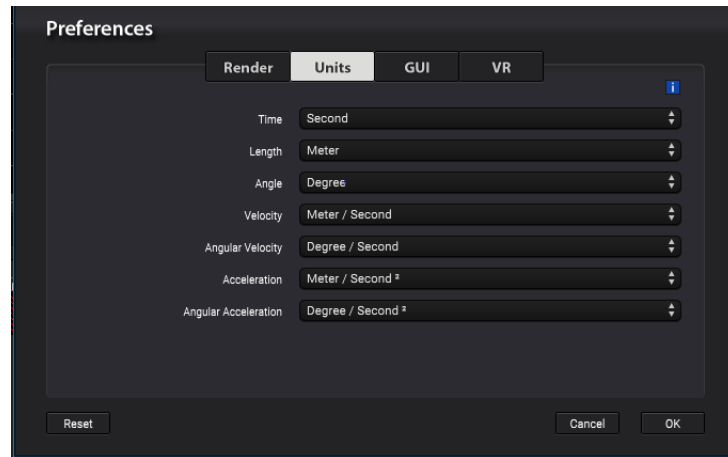 Preferences
Render Units GUI VR
i
Time Second
Length Meter
Angle Degree
Velocity Meter / Second
Angular Velocity Degree / Second
Acceleration Meter / Second ²
Angular Acceleration Degree / Second ²
Reset Cancel OK